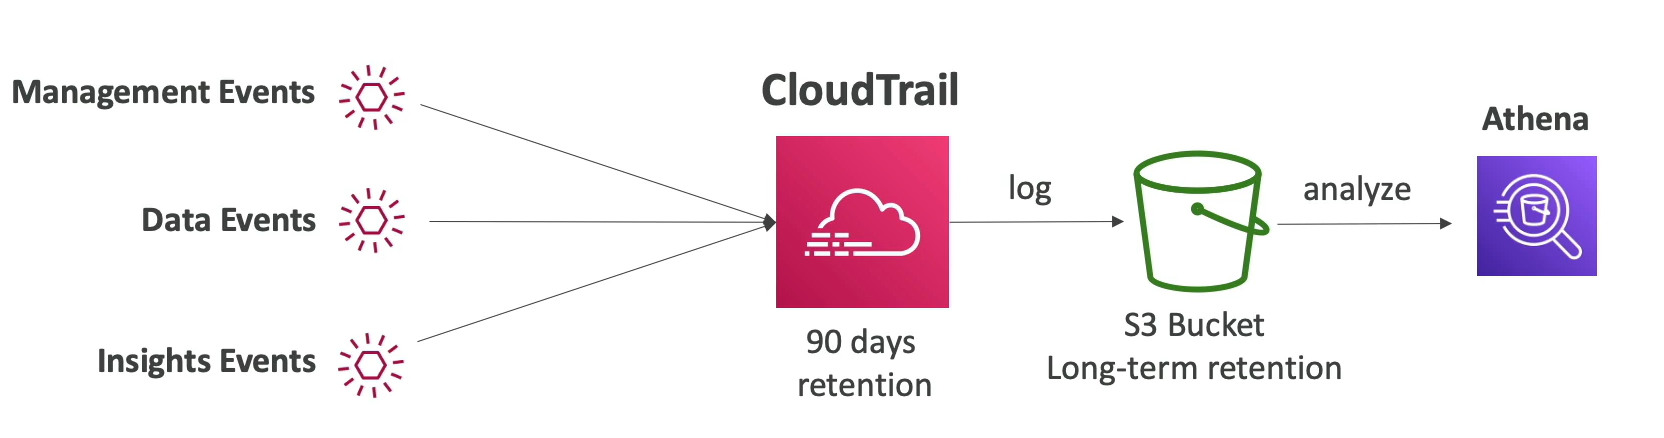 Management Events
Data Events
Insights Events
CloudTrail
90 days
retention
log
S3 Bucket
Long-term retention
analyze
Athena